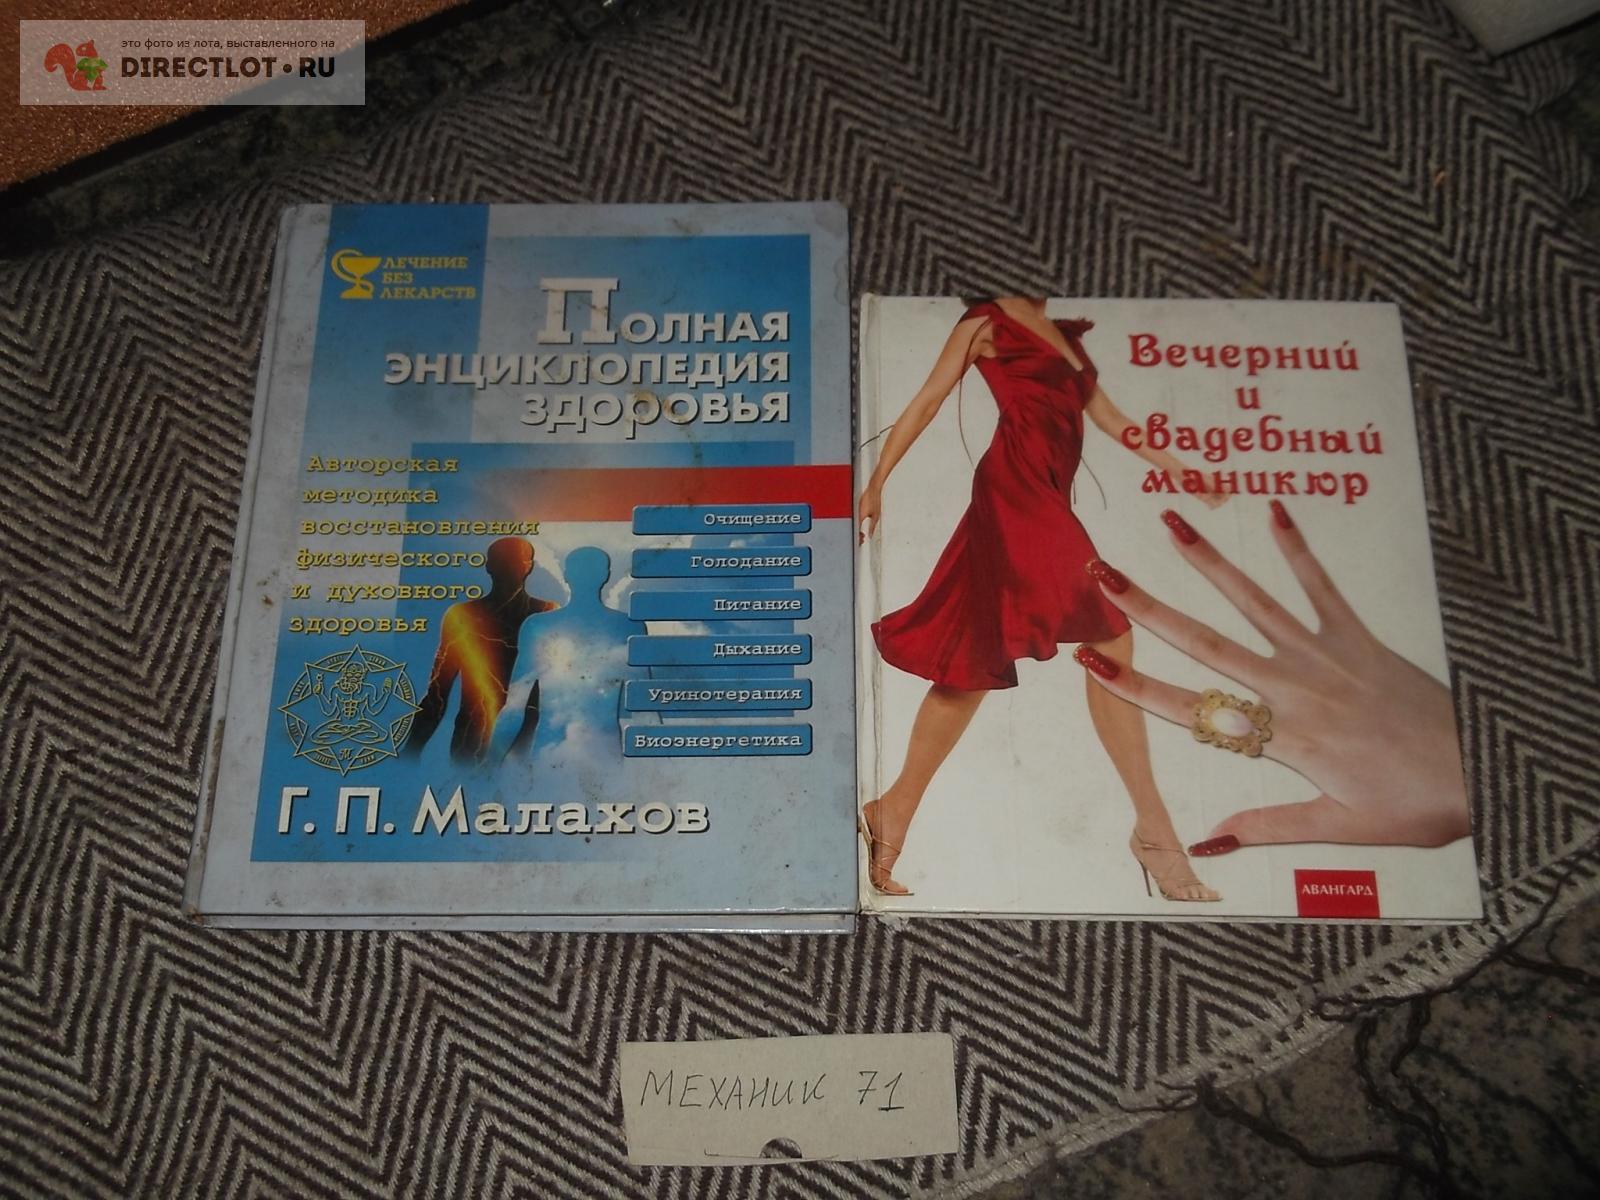 это фото из лота, выставленного на
DIRECTLOT.RU
ЛЕЧЕНИЕ
БЕЗ
ЛЕКАРСТВ
ПОЛНАЯ
ЭНЦИКЛОПЕДИЯ
ЗДОРОВЬЯ
Авторская
методика
восстановления
физического
и духовного
здоровья
Очищение
Голодание
Питание
Дыхание
Уринотерапия
Биоэнергетика
Г. П. Малахов
Вечерний
и
свадебный
маникюр
АВАНГАРД
МЕХАНИК 71